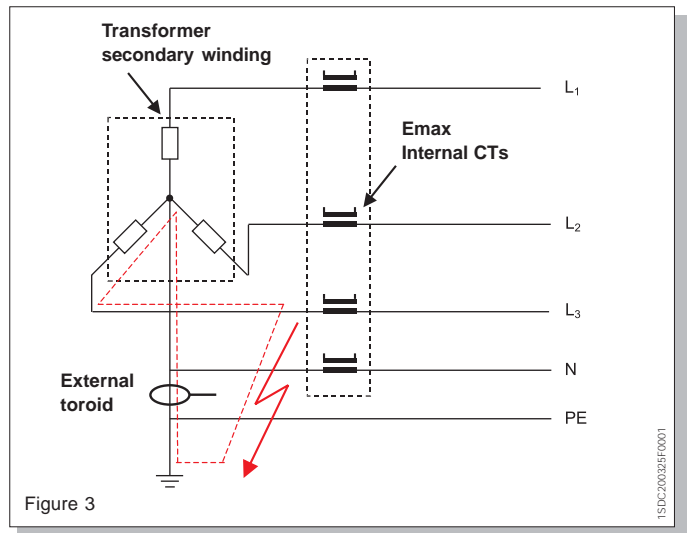 Transformer
secondary winding
L1
Emax
Internal CTs
L2
L3
External
toroid
N
PE
Figure 3
1SDC200325F0001